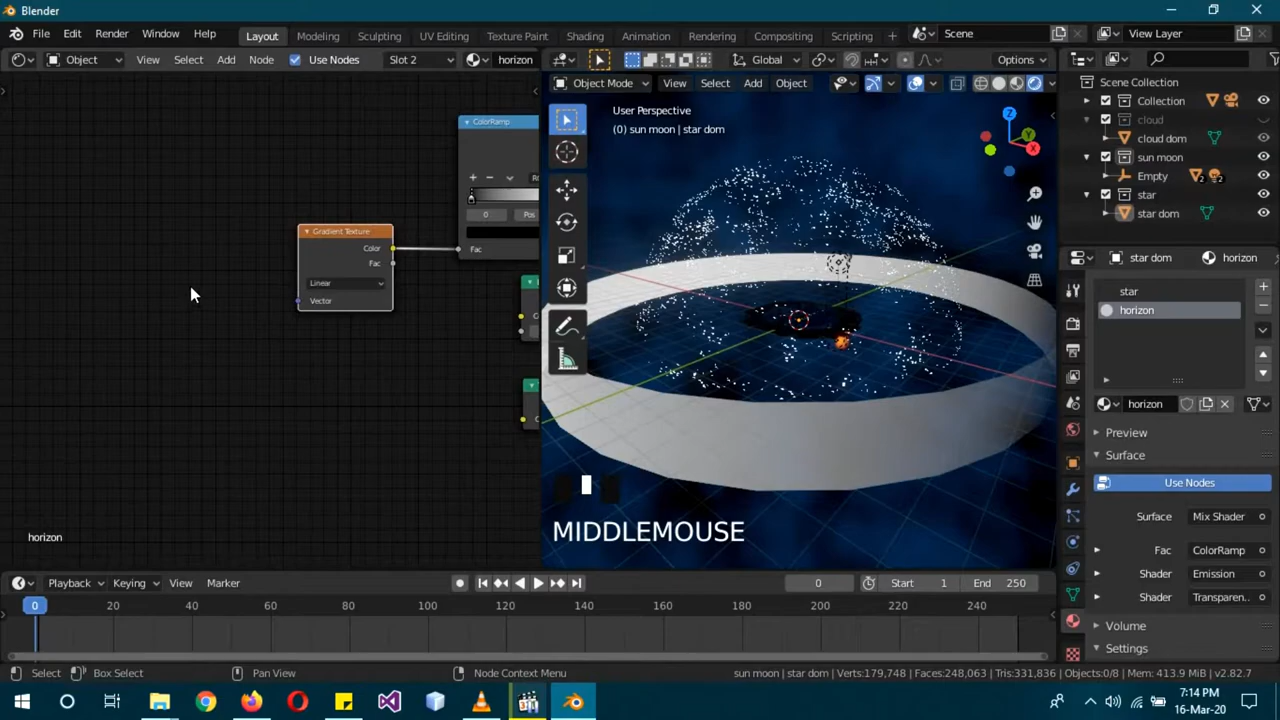 Blender
File Edit Render Window Help Layout Modeling Sculpting UV Editing Texture Paint Shading Animation Rendering Compositing Scripting Scene View Layer
Object View Select Add Node Use Nodes Slot 2 horizon Global Options
Object Mode View Select Add Object
Scene Collection
Collection
cloud
cloud dom
sun moon
Empty 2 2
star
star dom
User Perspective
(0) sun moon | star dom
Z
Y
X
ColorRamp
0 Pos
Fac
Gradient Texture
Color
Fac
Linear
Vector
star dom horizon
star
horizon
horizon
Preview
Surface
Use Nodes
Surface Mix Shader
Fac ColorRamp
Shader Emission
Shader Transparen..
Volume
Settings
MIDDLEMOUSE
horizon
Playback Keying View Marker 0 Start 1 End 250
0 20 40 60 80 100 120 140 160 180 200 220 240
Select Box Select Pan View Node Context Menu sun moon | star dom | Verts:179,748 | Faces:248,063 | Tris:331,836 | Objects:0/8 | Mem: 413.9 MiB | v2.82.7
7:14 PM
16-Mar-20